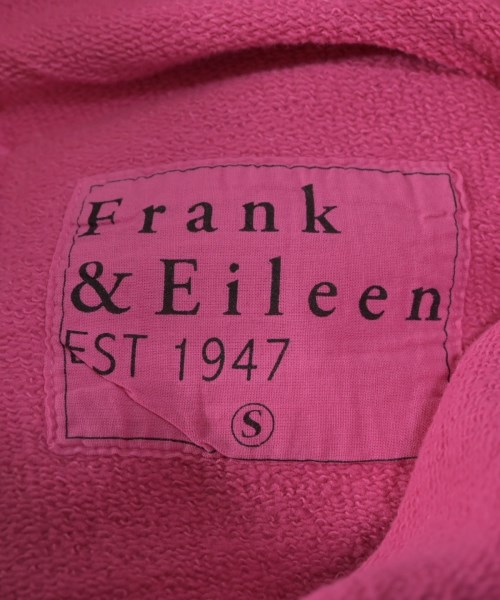 Frank
& Eileen
EST 1947
S